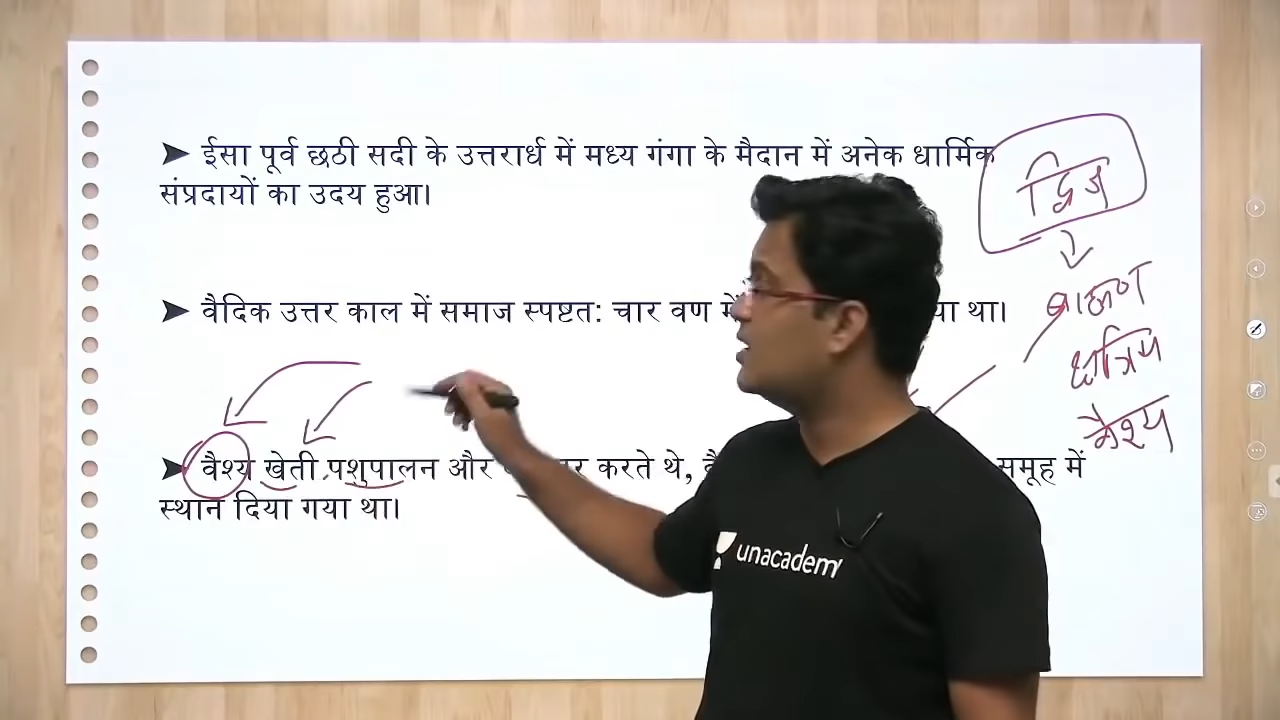 ➤ ईसा पूर्व छठी सदी के उत्तरार्ध में मध्य गंगा के मैदान में अनेक धार्मिक
संप्रदायों का उदय हुआ।
द्विज
➤ वैदिक उत्तर काल में समाज स्पष्टत: चार वण में था।
ब्राह्मण
क्षत्रिय
वैश्य
➤ वैश्य खेती पशुपालन और करते थे, समूह में
स्थान दिया गया था।
unacademy